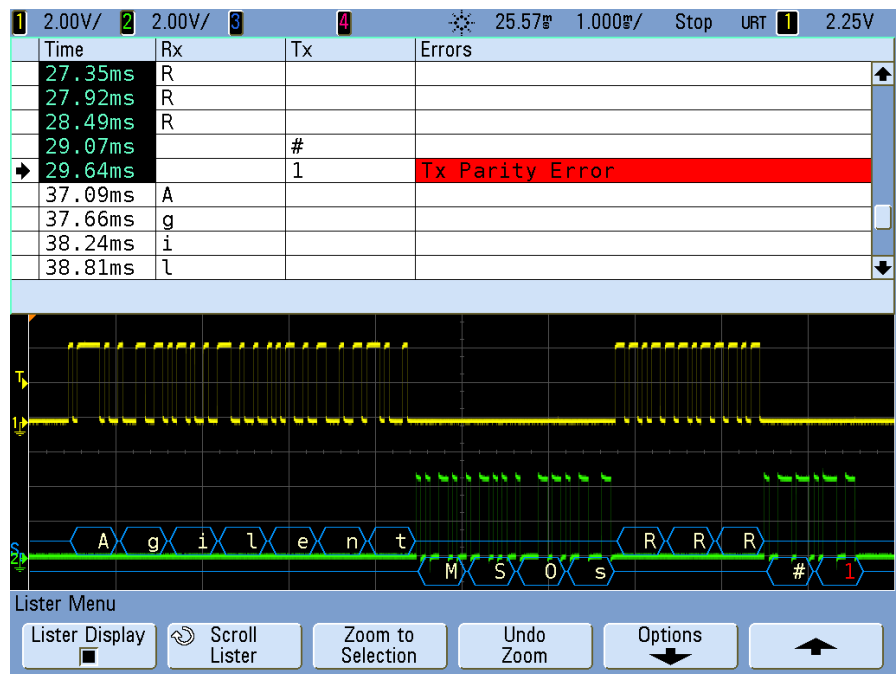 1 2.00V/ 2 2.00V/ 3 4 25.57ms 1.000ms/ Stop URT 1 2.25V
Time Rx Tx Errors
27.35ms R
27.92ms R
28.49ms R
29.07ms #
29.64ms 1 Tx Parity Error
37.09ms A
37.66ms g
38.24ms i
38.81ms l
T
1
A g i l e n t R R R
S
2
M S O s # 1
Lister Menu
Lister Display Scroll Lister Zoom to Selection Undo Zoom Options